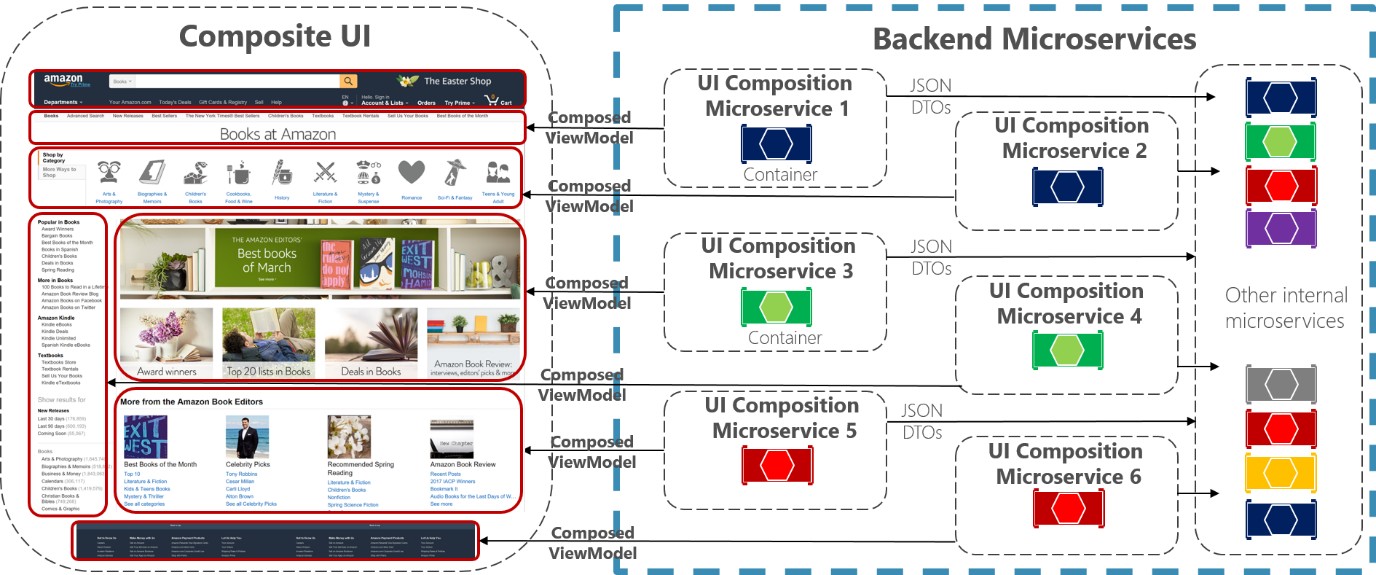 Composite UI
amazon
Try Prime
Books
The Easter Shop
Departments
Your Amazon.com Today's Deals Gift Cards & Registry Sell Help
EN
Hello. Sign in
Account & Lists
Orders
Try Prime
0
Cart
Books Advanced Search New Releases Best Sellers The New York Times® Best Sellers Children's Books Textbooks Textbook Rentals Sell Us Your Books Best Books of the Month
Books at Amazon
Shop by
Category
More Ways to
Shop
Arts &
Photography
Biographies &
Memoirs
Children's
Books
Cookbooks,
Food & Wine
History
Literature &
Fiction
Mystery &
Suspense
Romance
Sci-Fi & Fantasy
Teens & Young
Adult
Popular in Books
Award Winners
Bargain Books
Best Books of the Month
Books in Spanish
Children's Books
Deals in Books
Spring Reading
More in Books
100 Books to Read in a Lifetim
Amazon Book Review Blog
Amazon Books on Facebook
Amazon Books on Twitter
Amazon Kindle
Kindle eBooks
Kindle Deals
Kindle Unlimited
Spanish Kindle eBooks
Textbooks
Textbooks Store
Textbook Rentals
Sell Us Your Books
Kindle eTextbooks
Show results for
New Releases
Last 30 days
Last 90 days
Coming Soon
Books
Arts & Photography
Biographies & Memoirs
Business & Money
Calendars
Children's Books
Christian Books &
Bibles
Comics & Graphic
THE AMAZON EDITORS'
Best books
of March
See more
the
rules
do not
apply
EXIT
WEST
MOHSIN
HAMID
&
Award winners
Top 20 lists in Books
Deals in Books
Amazon Book Review:
interviews, editors' picks & more
More from the Amazon Book Editors
EXIT
WEST
New Chapter
Best Books of the Month
Top 10
Literature & Fiction
Kids & Teens Books
Mystery & Thriller
See all categories
Celebrity Picks
Tony Robbins
Cesar Millan
Carli Lloyd
Alton Brown
See all Celebrity Picks
Recommended Spring
Reading
Literature & Fiction
Children's Books
Nonfiction
Spring Science Fiction
Amazon Book Review
Recent Posts
2017 IACP Winners
Bookmark It
Audio Books for the Last Days of W...
See more
Composed
ViewModel
Composed
ViewModel
Composed
ViewModel
Composed
ViewModel
Composed
ViewModel
Composed
ViewModel
Backend Microservices
UI Composition
Microservice 1
Container
JSON
DTOs
UI Composition
Microservice 2
UI Composition
Microservice 3
Container
JSON
DTOs
UI Composition
Microservice 4
UI Composition
Microservice 5
JSON
DTOs
UI Composition
Microservice 6
Other internal
microservices